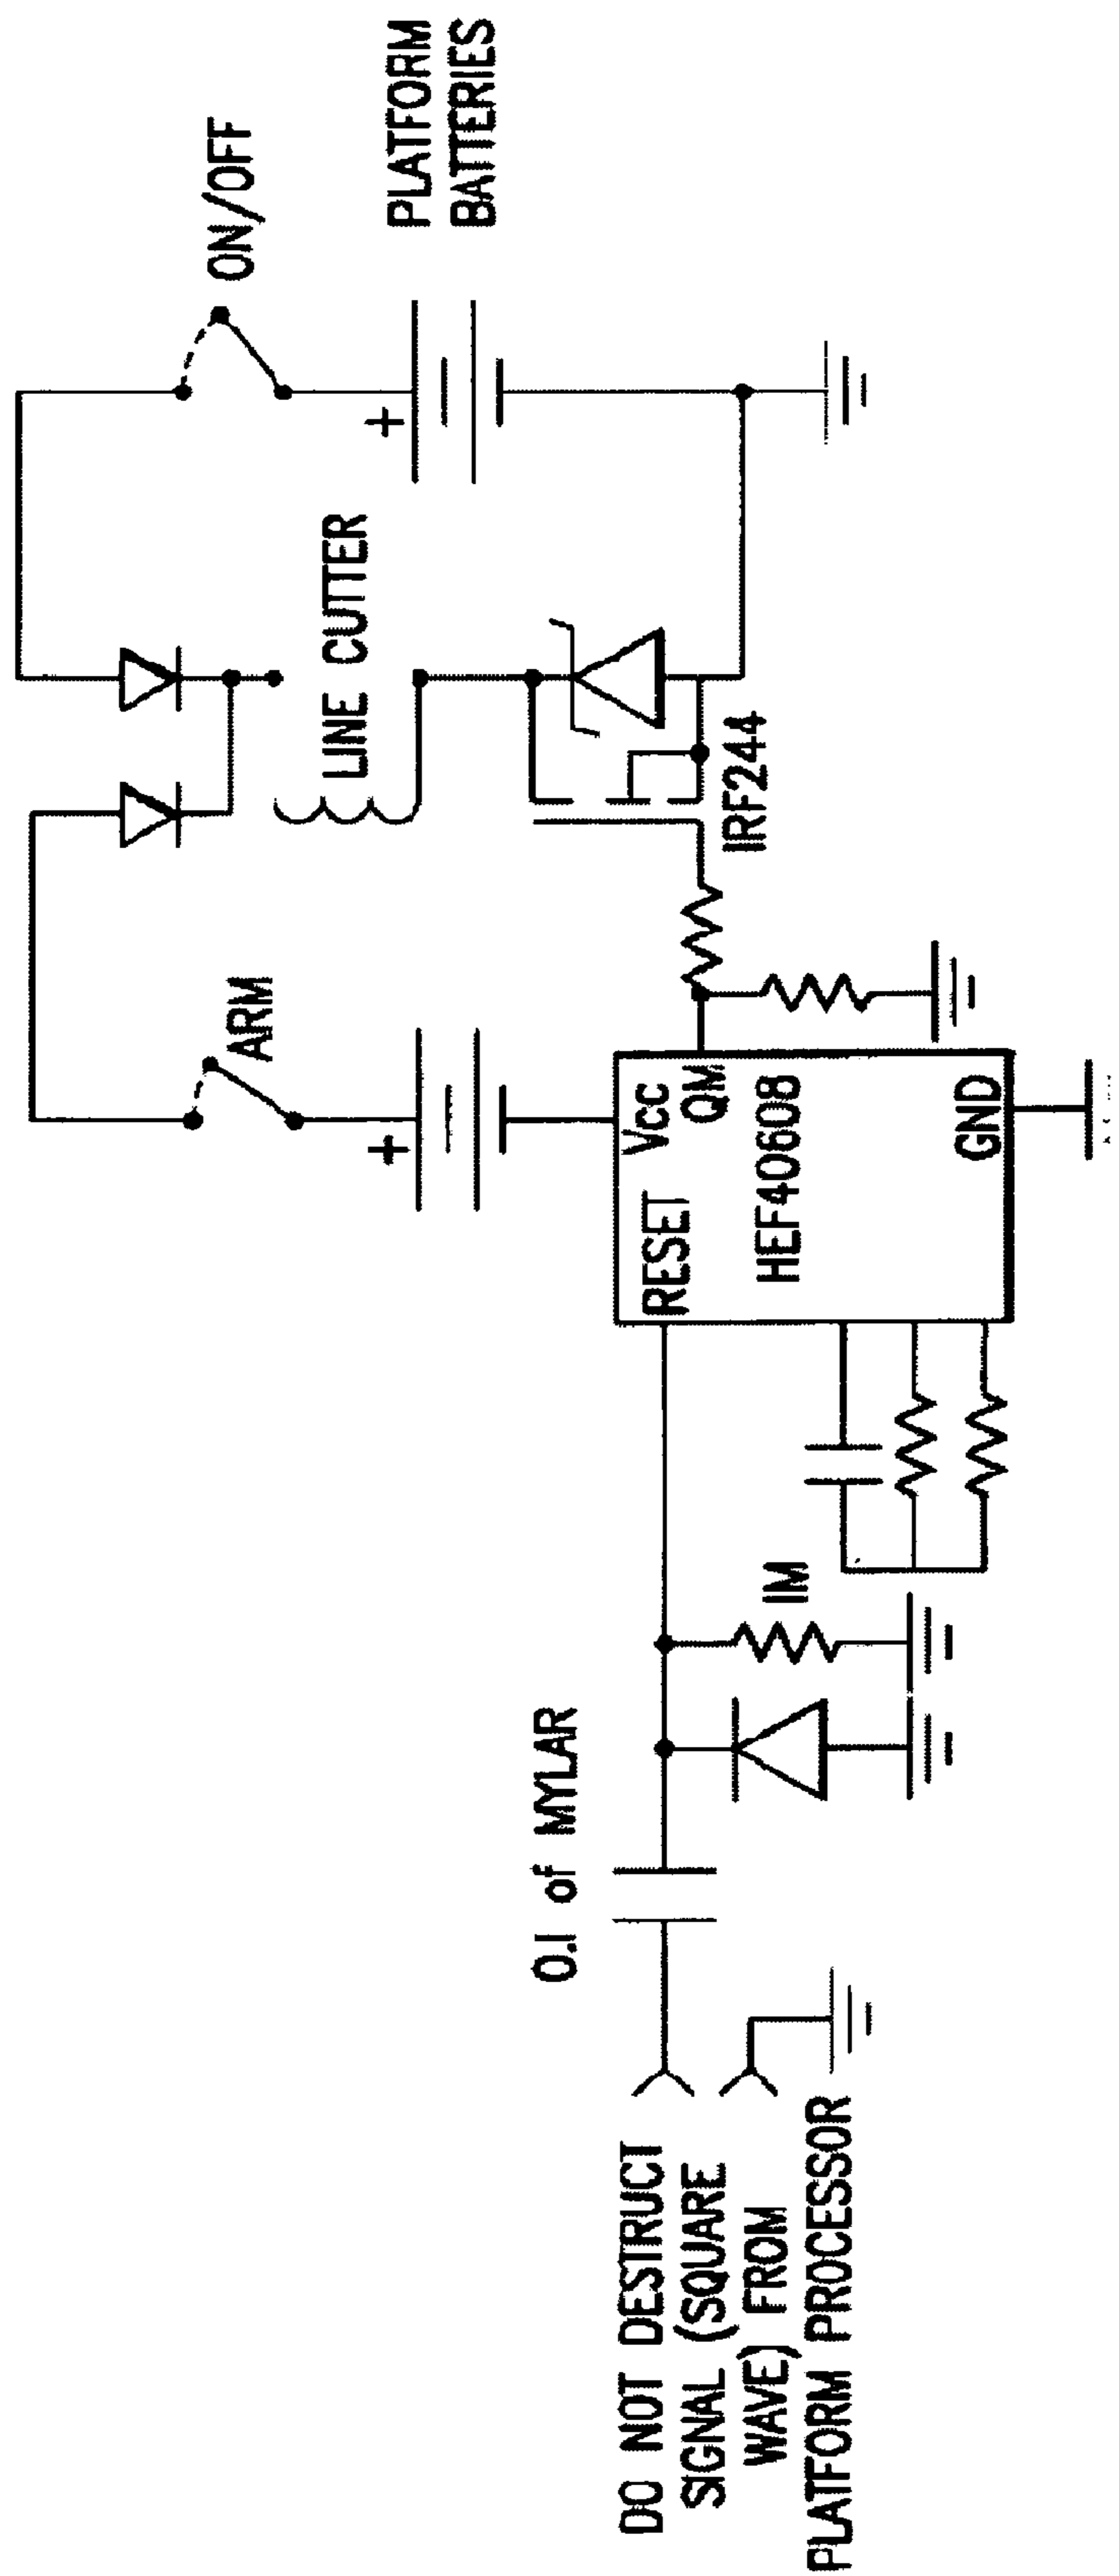 PLATFORM
BATTERIES
ON/OFF
LINE CUTTER
IRF244
ARM
+
+
Vcc
QM
RESET
HEF40608
GND
1M
0.1 of MYLAR
DO NOT DESTRUCT
SIGNAL (SQUARE
WAVE) FROM
PLATFORM PROCESSOR